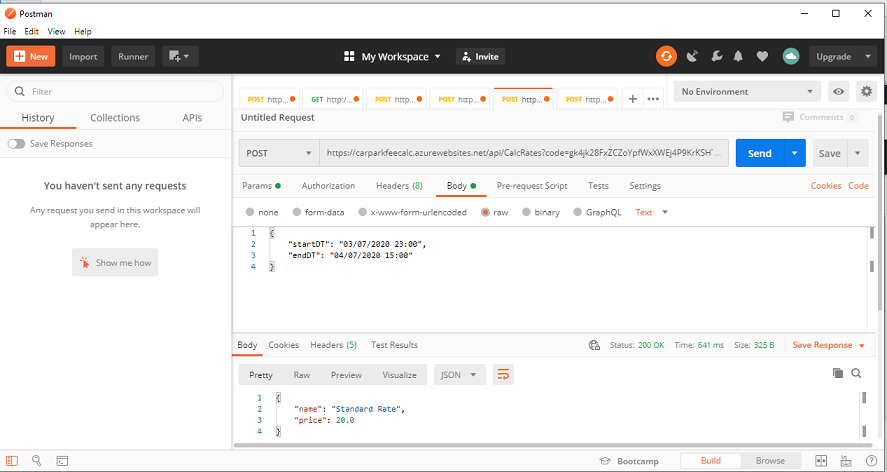 Postman
File Edit View Help
New Import Runner My Workspace Invite Upgrade
Filter
History Collections APIs
Save Responses
You haven't sent any requests
Any request you send in this workspace will
appear here.
Show me how
POST http... GET http:/... POST http... POST http... POST http... POST http... + ••• No Environment
Untitled Request Comments 0
POST https://carparkfeecalc.azurewebsites.net/api/CalcRates?code=gk4jk28FxZCZoYpfWxXWEj4P9KrKSH... Send Save
Params Authorization Headers (8) Body Pre-request Script Tests Settings Cookies Code
none form-data x-www-form-urlencoded raw binary GraphQL Text
1 {
2 "startDT": "03/07/2020 23:00",
3 "endDT": "04/07/2020 15:00"
4 }
Body Cookies Headers (5) Test Results Status: 200 OK Time: 641 ms Size: 325 B Save Response
Pretty Raw Preview Visualize JSON
1 {
2 "name": "Standard Rate",
3 "price": 20.0
4 }
Bootcamp Build Browse